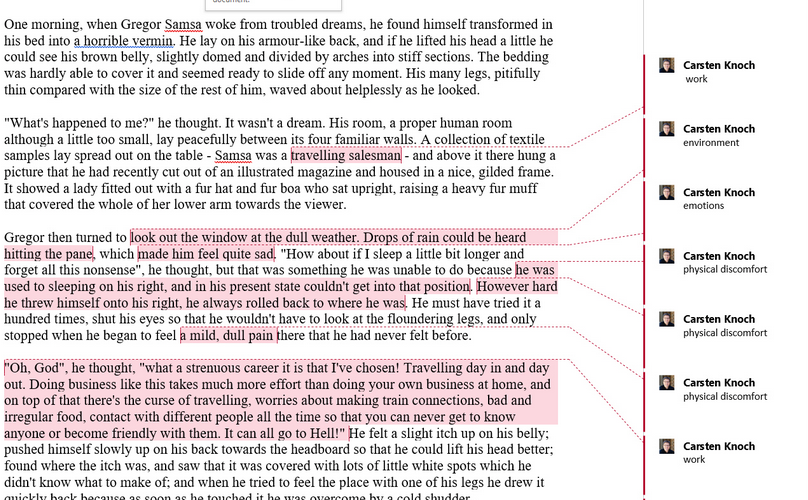 document.
One morning, when Gregor Samsa woke from troubled dreams, he found himself transformed in
his bed into a horrible vermin. He lay on his armour-like back, and if he lifted his head a little he
could see his brown belly, slightly domed and divided by arches into stiff sections. The bedding
was hardly able to cover it and seemed ready to slide off any moment. His many legs, pitifully
thin compared with the size of the rest of him, waved about helplessly as he looked.
"What's happened to me?" he thought. It wasn't a dream. His room, a proper human room
although a little too small, lay peacefully between its four familiar walls. A collection of textile
samples lay spread out on the table - Samsa was a travelling salesman - and above it there hung a
picture that he had recently cut out of an illustrated magazine and housed in a nice, gilded frame.
It showed a lady fitted out with a fur hat and fur boa who sat upright, raising a heavy fur muff
that covered the whole of her lower arm towards the viewer.
Gregor then turned to look out the window at the dull weather. Drops of rain could be heard
hitting the pane, which made him feel quite sad. "How about if I sleep a little bit longer and
forget all this nonsense", he thought, but that was something he was unable to do because he was
used to sleeping on his right, and in his present state couldn't get into that position. However hard
he threw himself onto his right, he always rolled back to where he was. He must have tried it a
hundred times, shut his eyes so that he wouldn't have to look at the floundering legs, and only
stopped when he began to feel a mild, dull pain there that he had never felt before.
"Oh, God", he thought, "what a strenuous career it is that I've chosen! Travelling day in and day
out. Doing business like this takes much more effort than doing your own business at home, and
on top of that there's the curse of travelling, worries about making train connections, bad and
irregular food, contact with different people all the time so that you can never get to know
anyone or become friendly with them. It can all go to Hell!" He felt a slight itch up on his belly;
pushed himself slowly up on his back towards the headboard so that he could lift his head better;
found where the itch was, and saw that it was covered with lots of little white spots which he
didn't know what to make of; and when he tried to feel the place with one of his legs he drew it
quickly back because as soon as he touched it he was overcome by a cold shudder.
Carsten Knoch
work
Carsten Knoch
environment
Carsten Knoch
emotions
Carsten Knoch
physical discomfort
Carsten Knoch
physical discomfort
Carsten Knoch
physical discomfort
Carsten Knoch
work